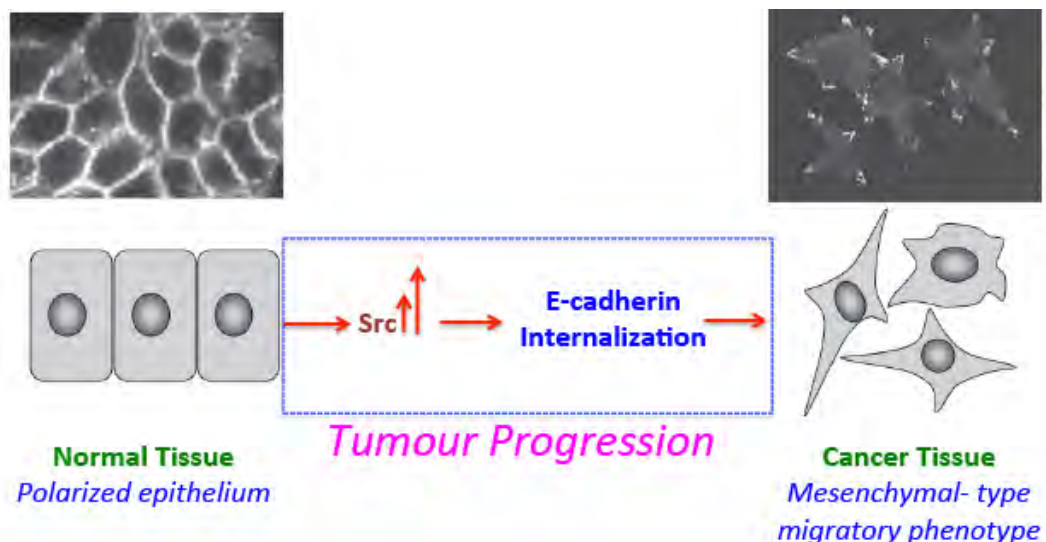 Src
E-cadherin
Internalization
Tumour Progression
Normal Tissue
Polarized epithelium
Cancer Tissue
Mesenchymal- type
migratory phenotype